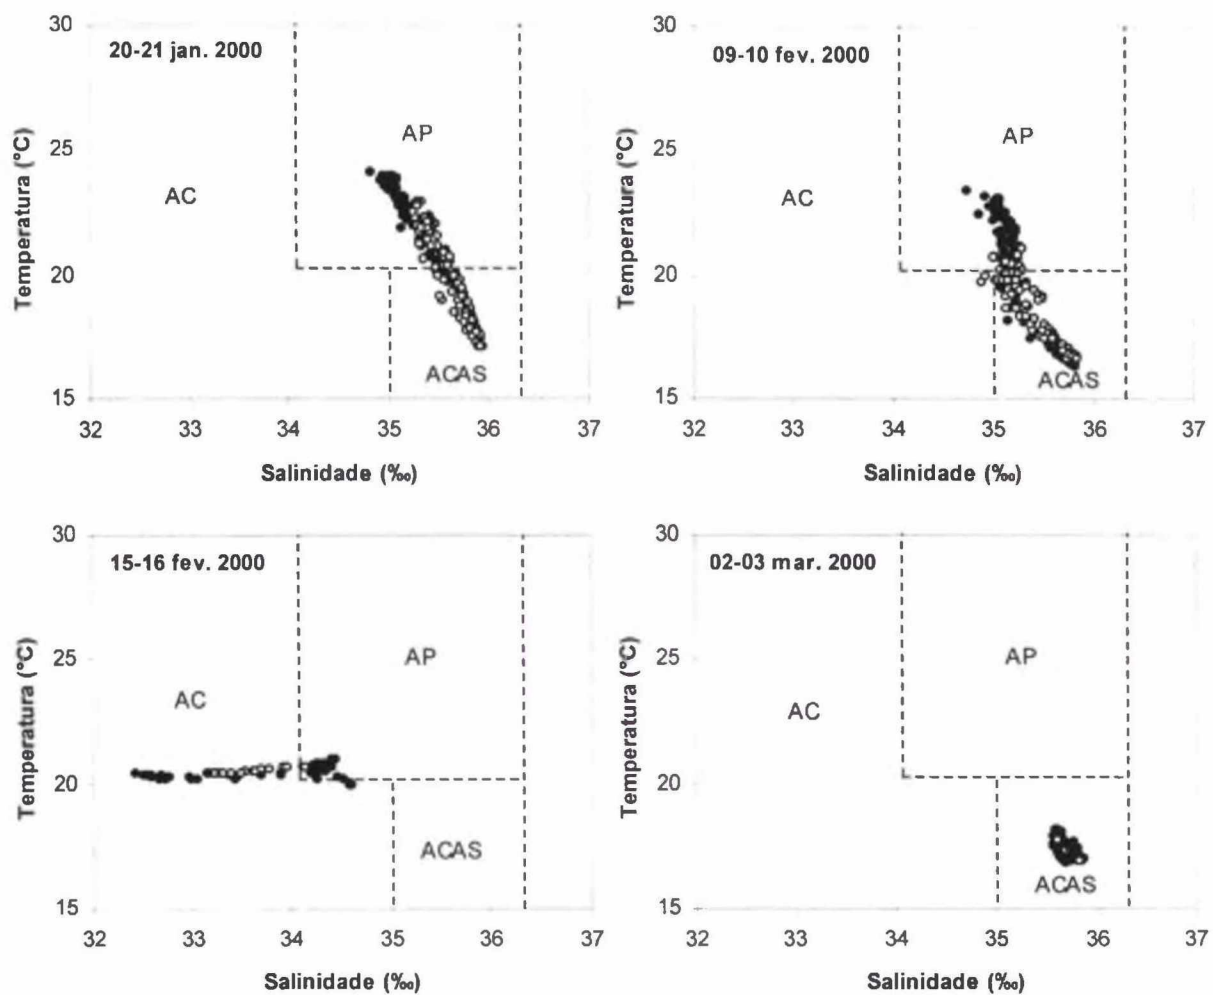 30
20-21 jan. 2000
25
AP
AC
20
ACAS
15
32 33 34 35 36 37
Temperatura (°C)
Salinidade (‰)
30
09-10 fev. 2000
25
AP
AC
20
ACAS
15
32 33 34 35 36 37
Temperatura (°C)
Salinidade (‰)
30
15-16 fev. 2000
25
AP
AC
20
ACAS
15
32 33 34 35 36 37
Temperatura (°C)
Salinidade (‰)
30
02-03 mar. 2000
25
AP
AC
20
ACAS
15
32 33 34 35 36 37
Temperatura (°C)
Salinidade (‰)